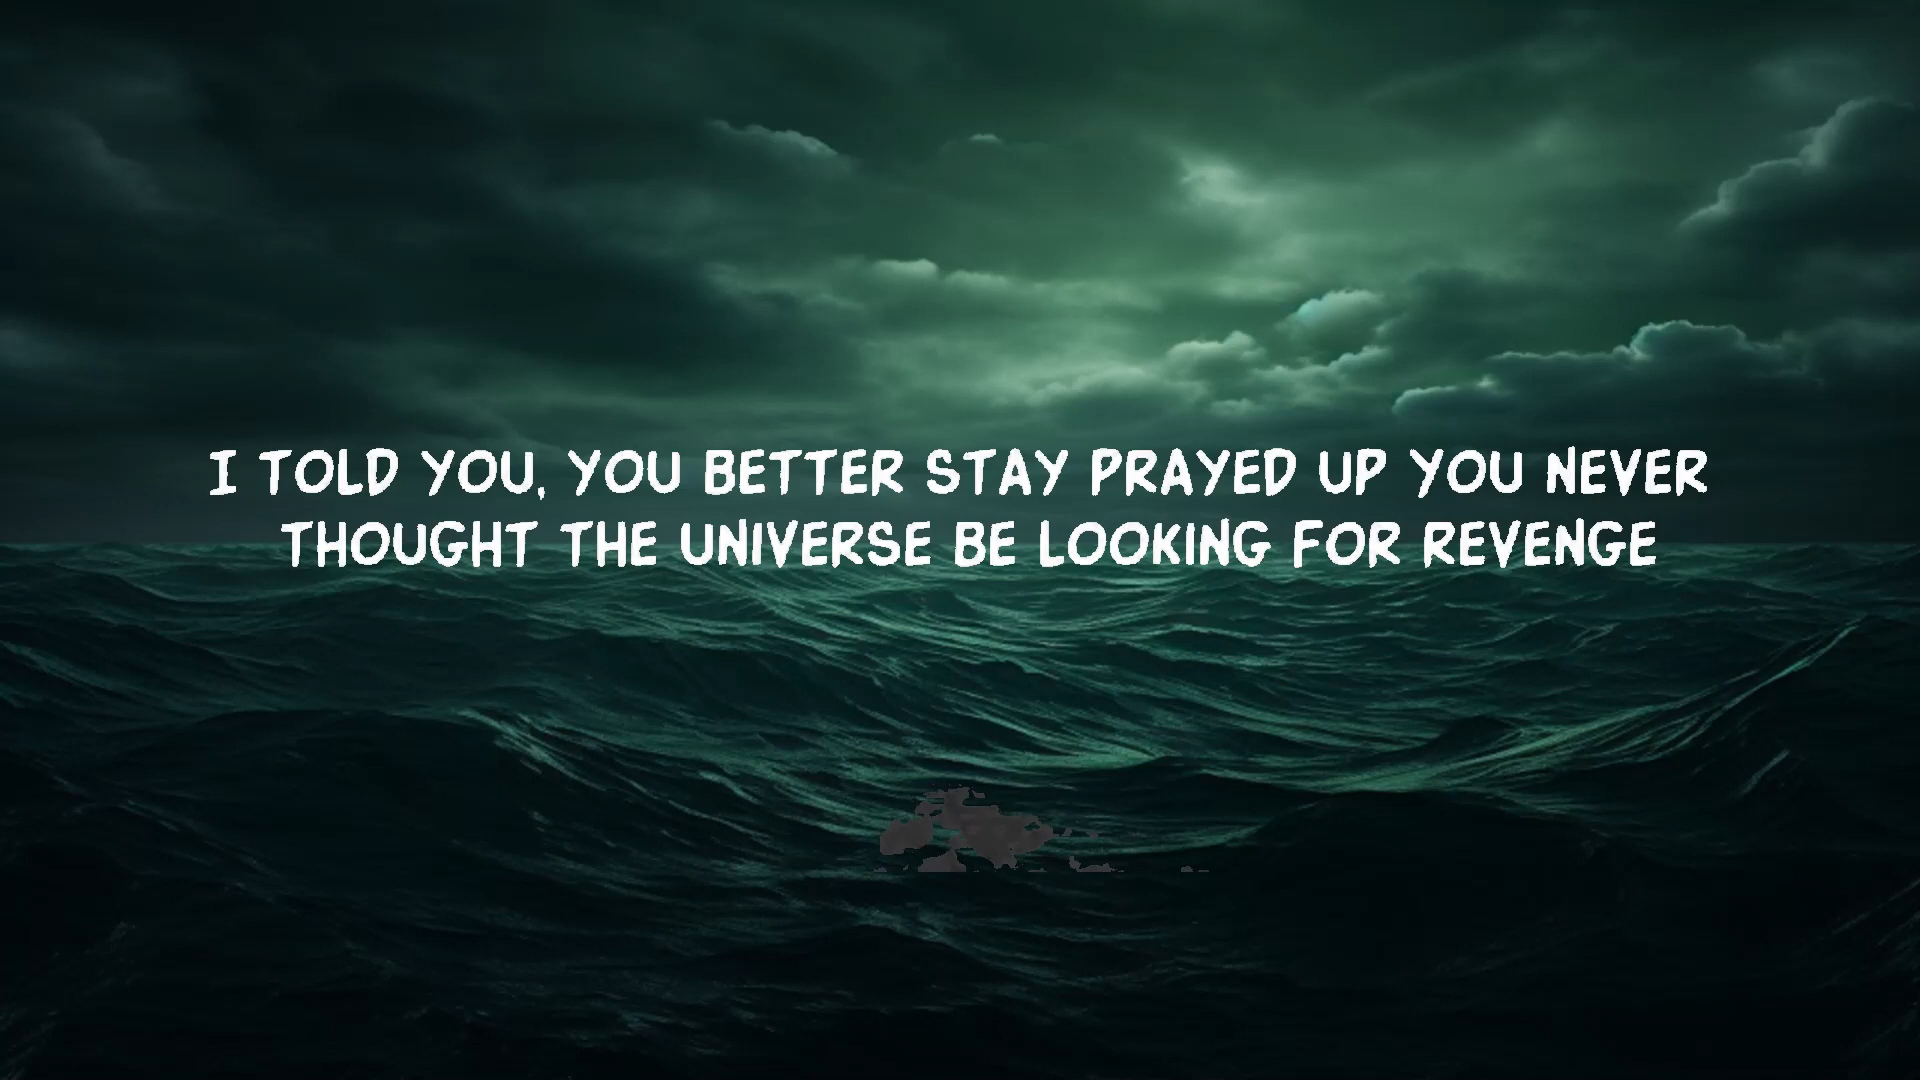 I TOLD YOU, YOU BETTER STAY PRAYED UP YOU NEVER
THOUGHT THE UNIVERSE BE LOOKING FOR REVENGE